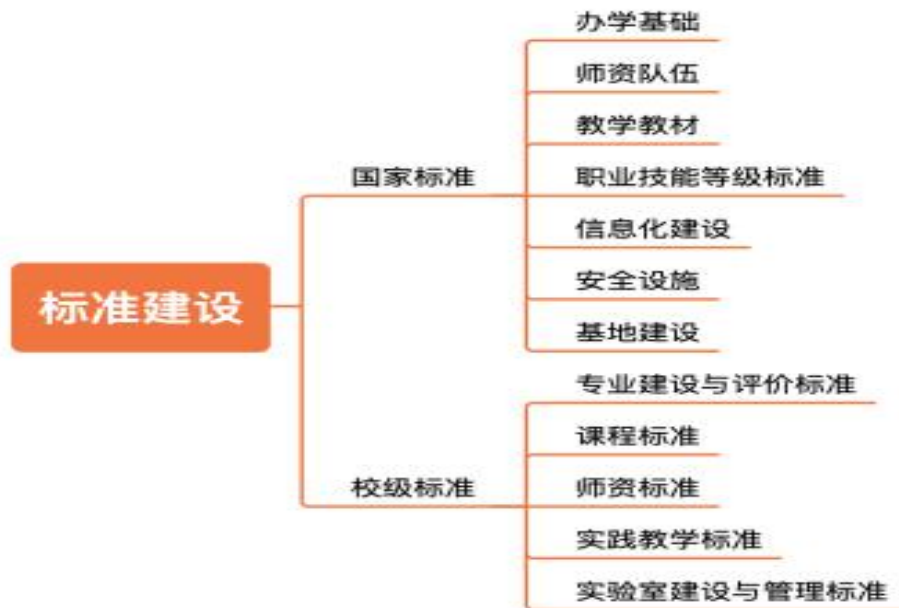 办学基础
师资队伍
教学教材
国家标准
职业技能等级标准
信息化建设
安全设施
标准建设
基地建设
专业建设与评价标准
课程标准
校级标准
师资标准
实践教学标准
实验室建设与管理标准